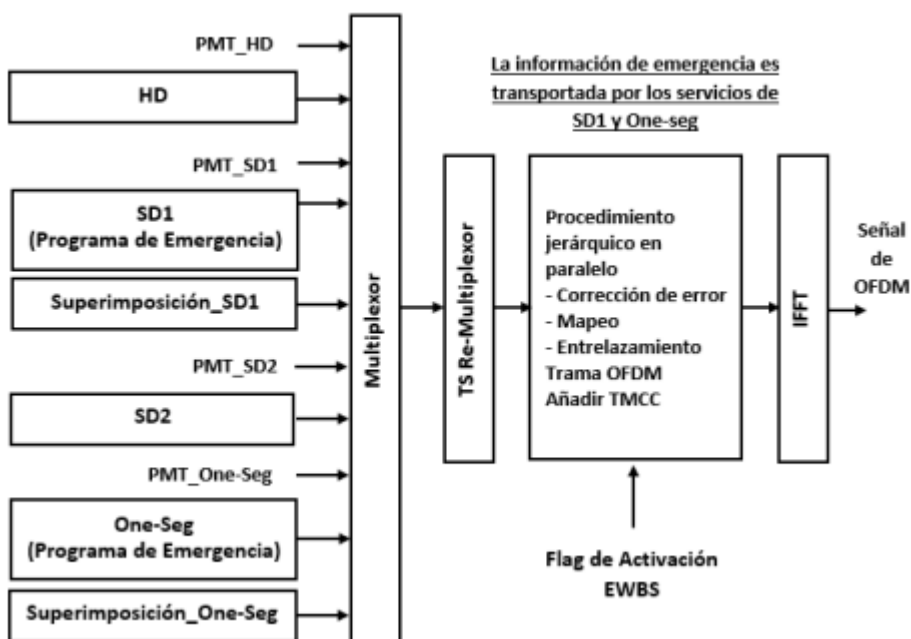 PMT_HD
HD
PMT_SD1
SD1
(Programa de Emergencia)
Superimposición_SD1
PMT_SD2
SD2
PMT_One-Seg
One-Seg
(Programa de Emergencia)
Superimposición_One-Seg
Multiplexor
TS Re-Multiplexor
La información de emergencia es
transportada por los servicios de
SD1 y One-seg
Procedimiento
jerárquico en
paralelo
- Corrección de error
- Mapeo
- Entrelazamiento
Trama OFDM
Añadir TMCC
Flag de Activación
EWBS
IFFT
Señal
de
OFDM